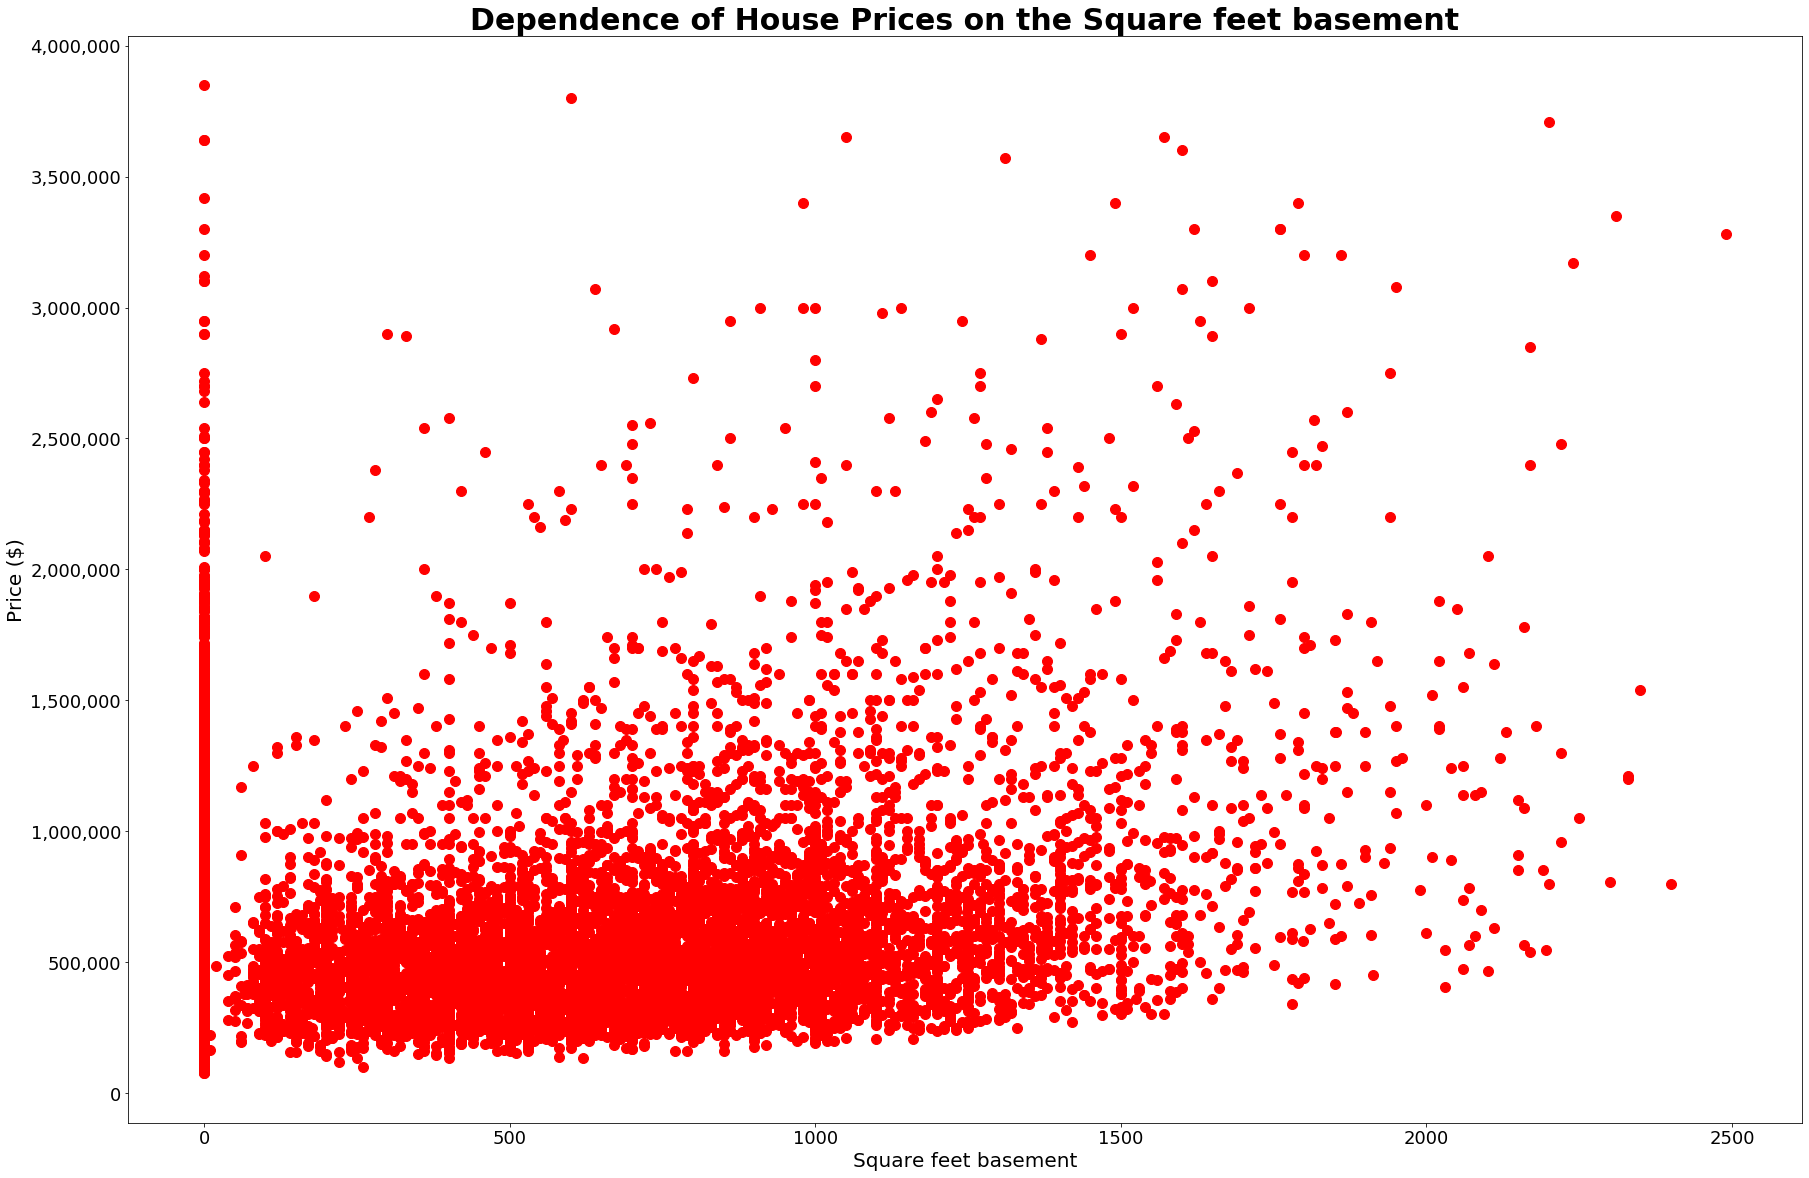 Dependence of House Prices on the Square feet basement
4,000,000
3,500,000
3,000,000
2,500,000
2,000,000
1,500,000
1,000,000
500,000
0
Price ($)
0 500 1000 1500 2000 2500
Square feet basement